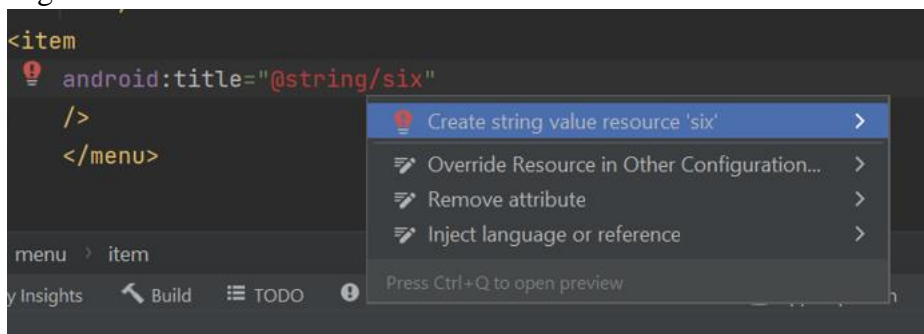 <item
android:title="@string/six"
/>
</menu>
Create string value resource 'six'
Override Resource in Other Configuration...
Remove attribute
Inject language or reference
Press Ctrl+Q to open preview
menu > item
y Insights Build TODO